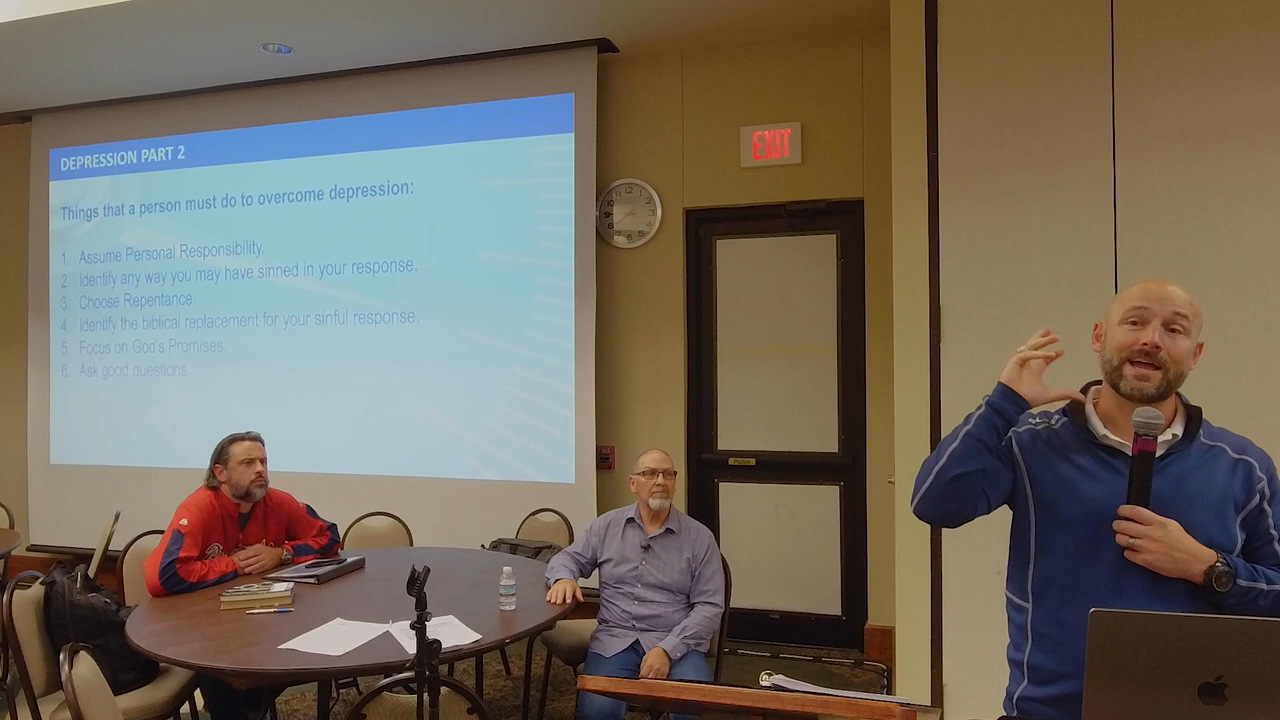 DEPRESSION PART 2
Things that a person must do to overcome depression:
1. Assume Personal Responsibility.
2. Identify any way you may have sinned in your response.
3. Choose Repentance.
4. Identify the biblical replacement for your sinful response.
5. Focus on God's Promises.
6. Ask good questions.
EXIT
PUSH